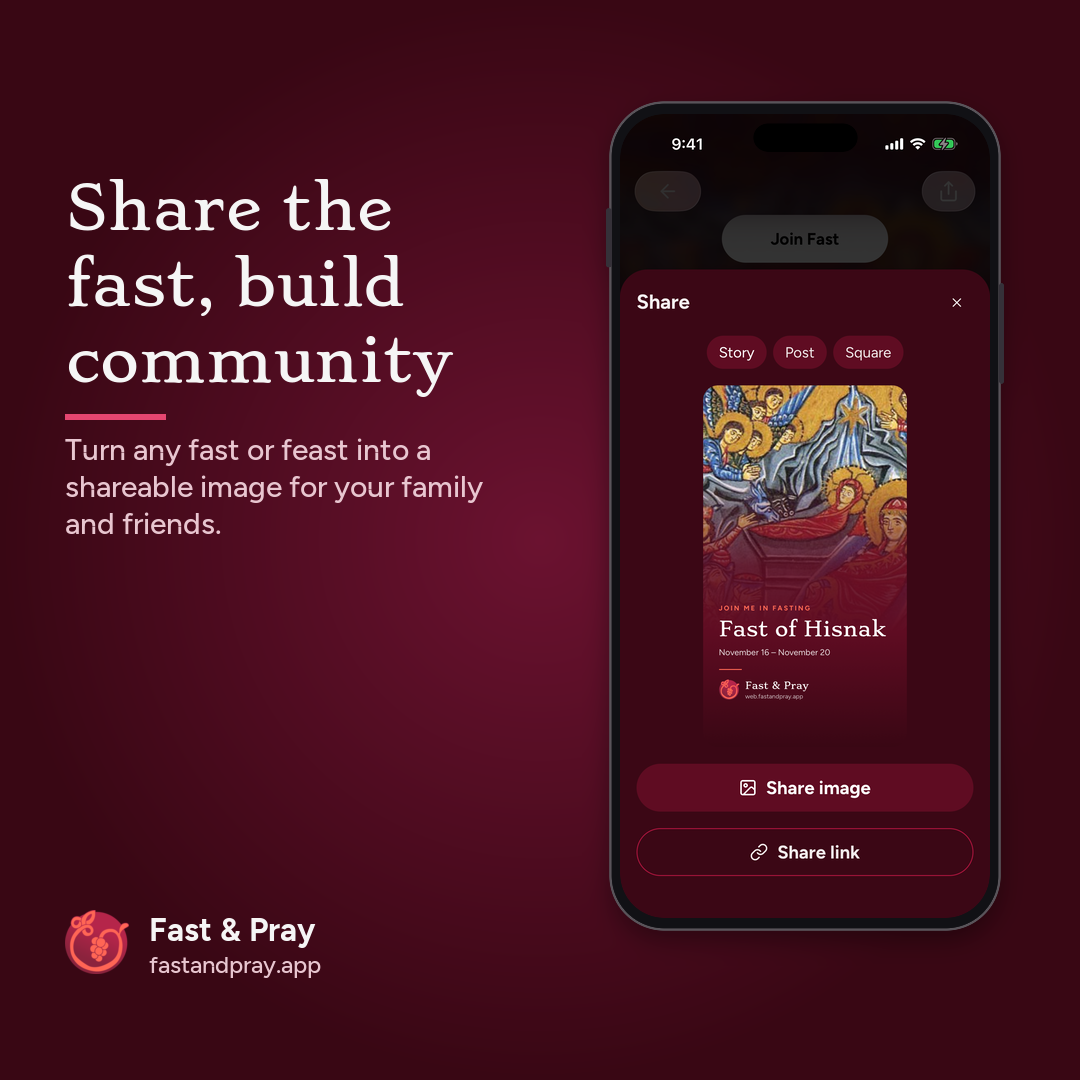 Share the
fast, build
community
Turn any fast or feast into a
shareable image for your family
and friends.
9:41
Join Fast
Share
Story
Post
Square
JOIN ME IN FASTING
Fast of Hisnak
November 16 – November 20
Fast & Pray
web.fastandpray.app
Share image
Share link
Fast & Pray
fastandpray.app